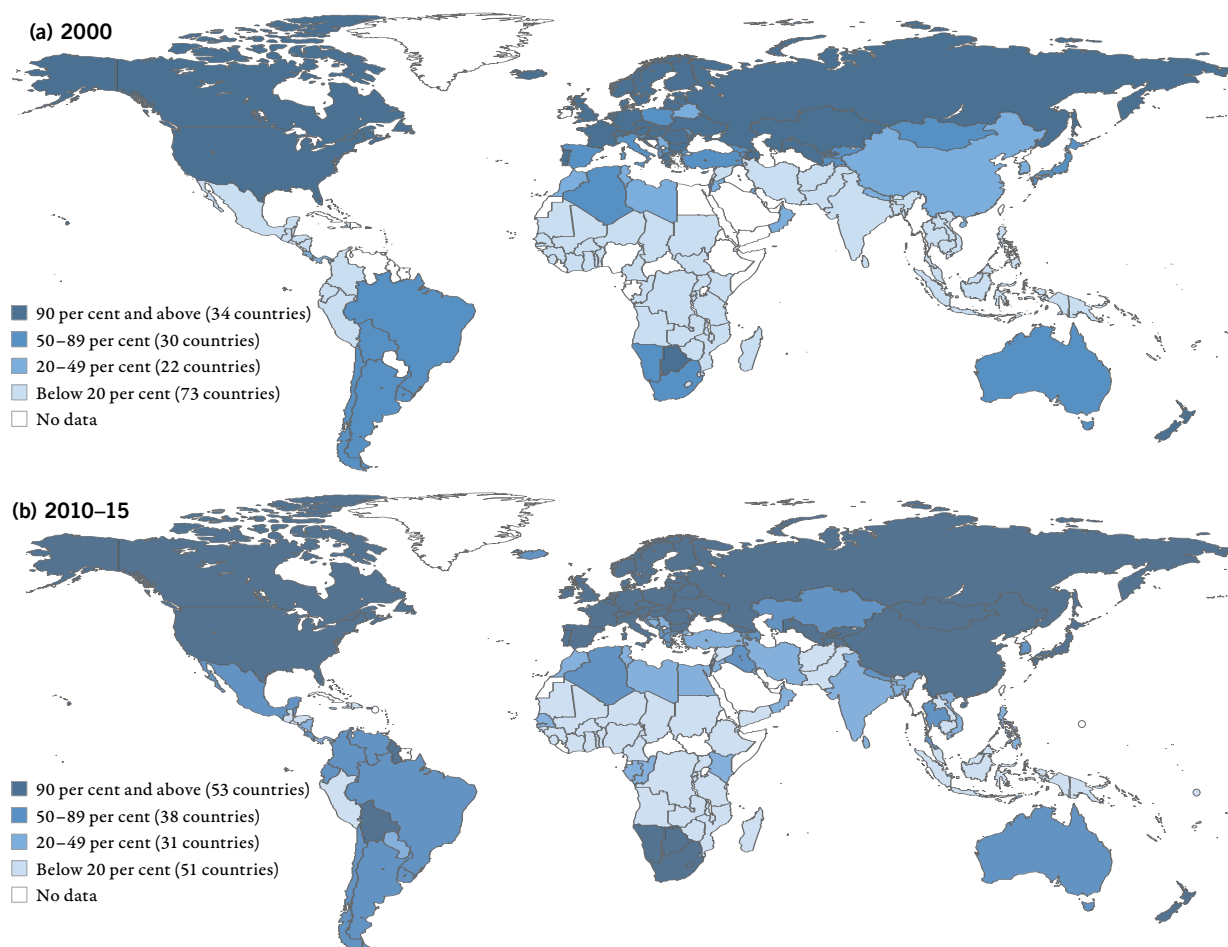 (a) 2000
90 per cent and above (34 countries)
50–89 per cent (30 countries)
20–49 per cent (22 countries)
Below 20 per cent (73 countries)
No data
(b) 2010–15
90 per cent and above (53 countries)
50–89 per cent (38 countries)
20–49 per cent (31 countries)
Below 20 per cent (51 countries)
No data